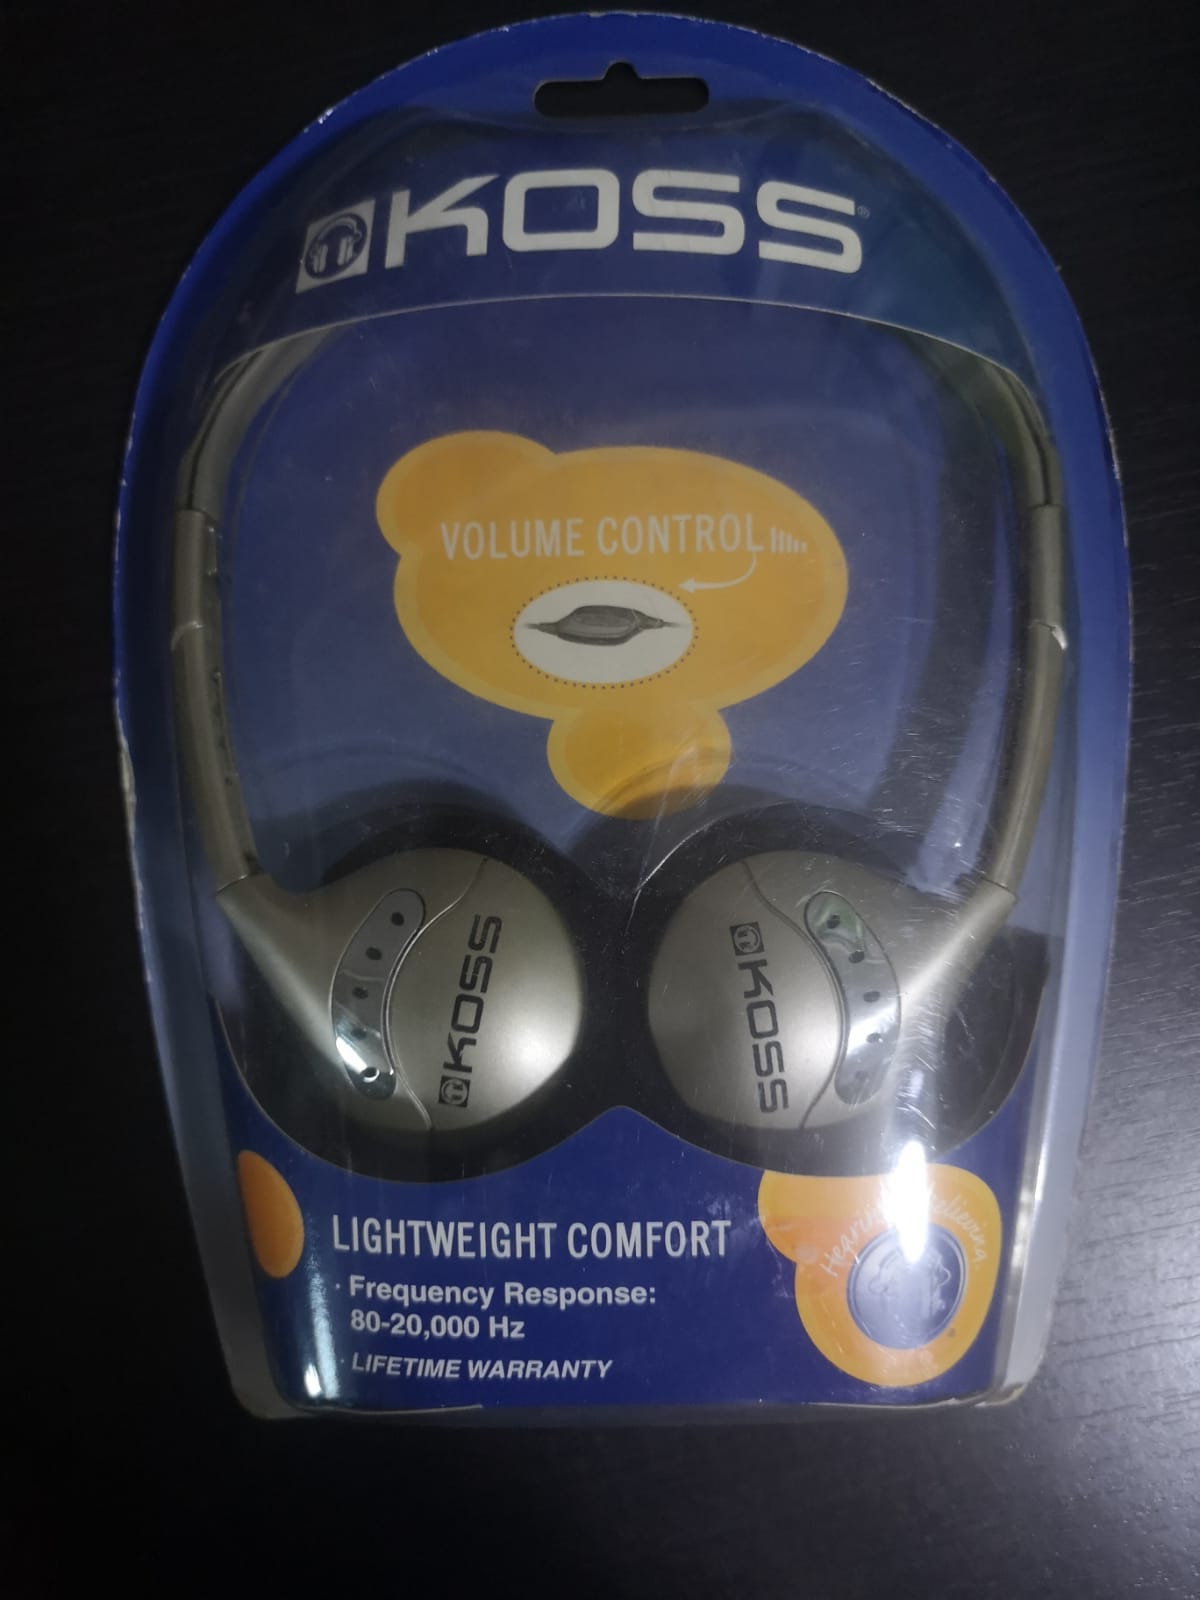 KOSS®
VOLUME CONTROL
KOSS
KOSS
LIGHTWEIGHT COMFORT
· Frequency Response:
80-20,000 Hz
· LIFETIME WARRANTY